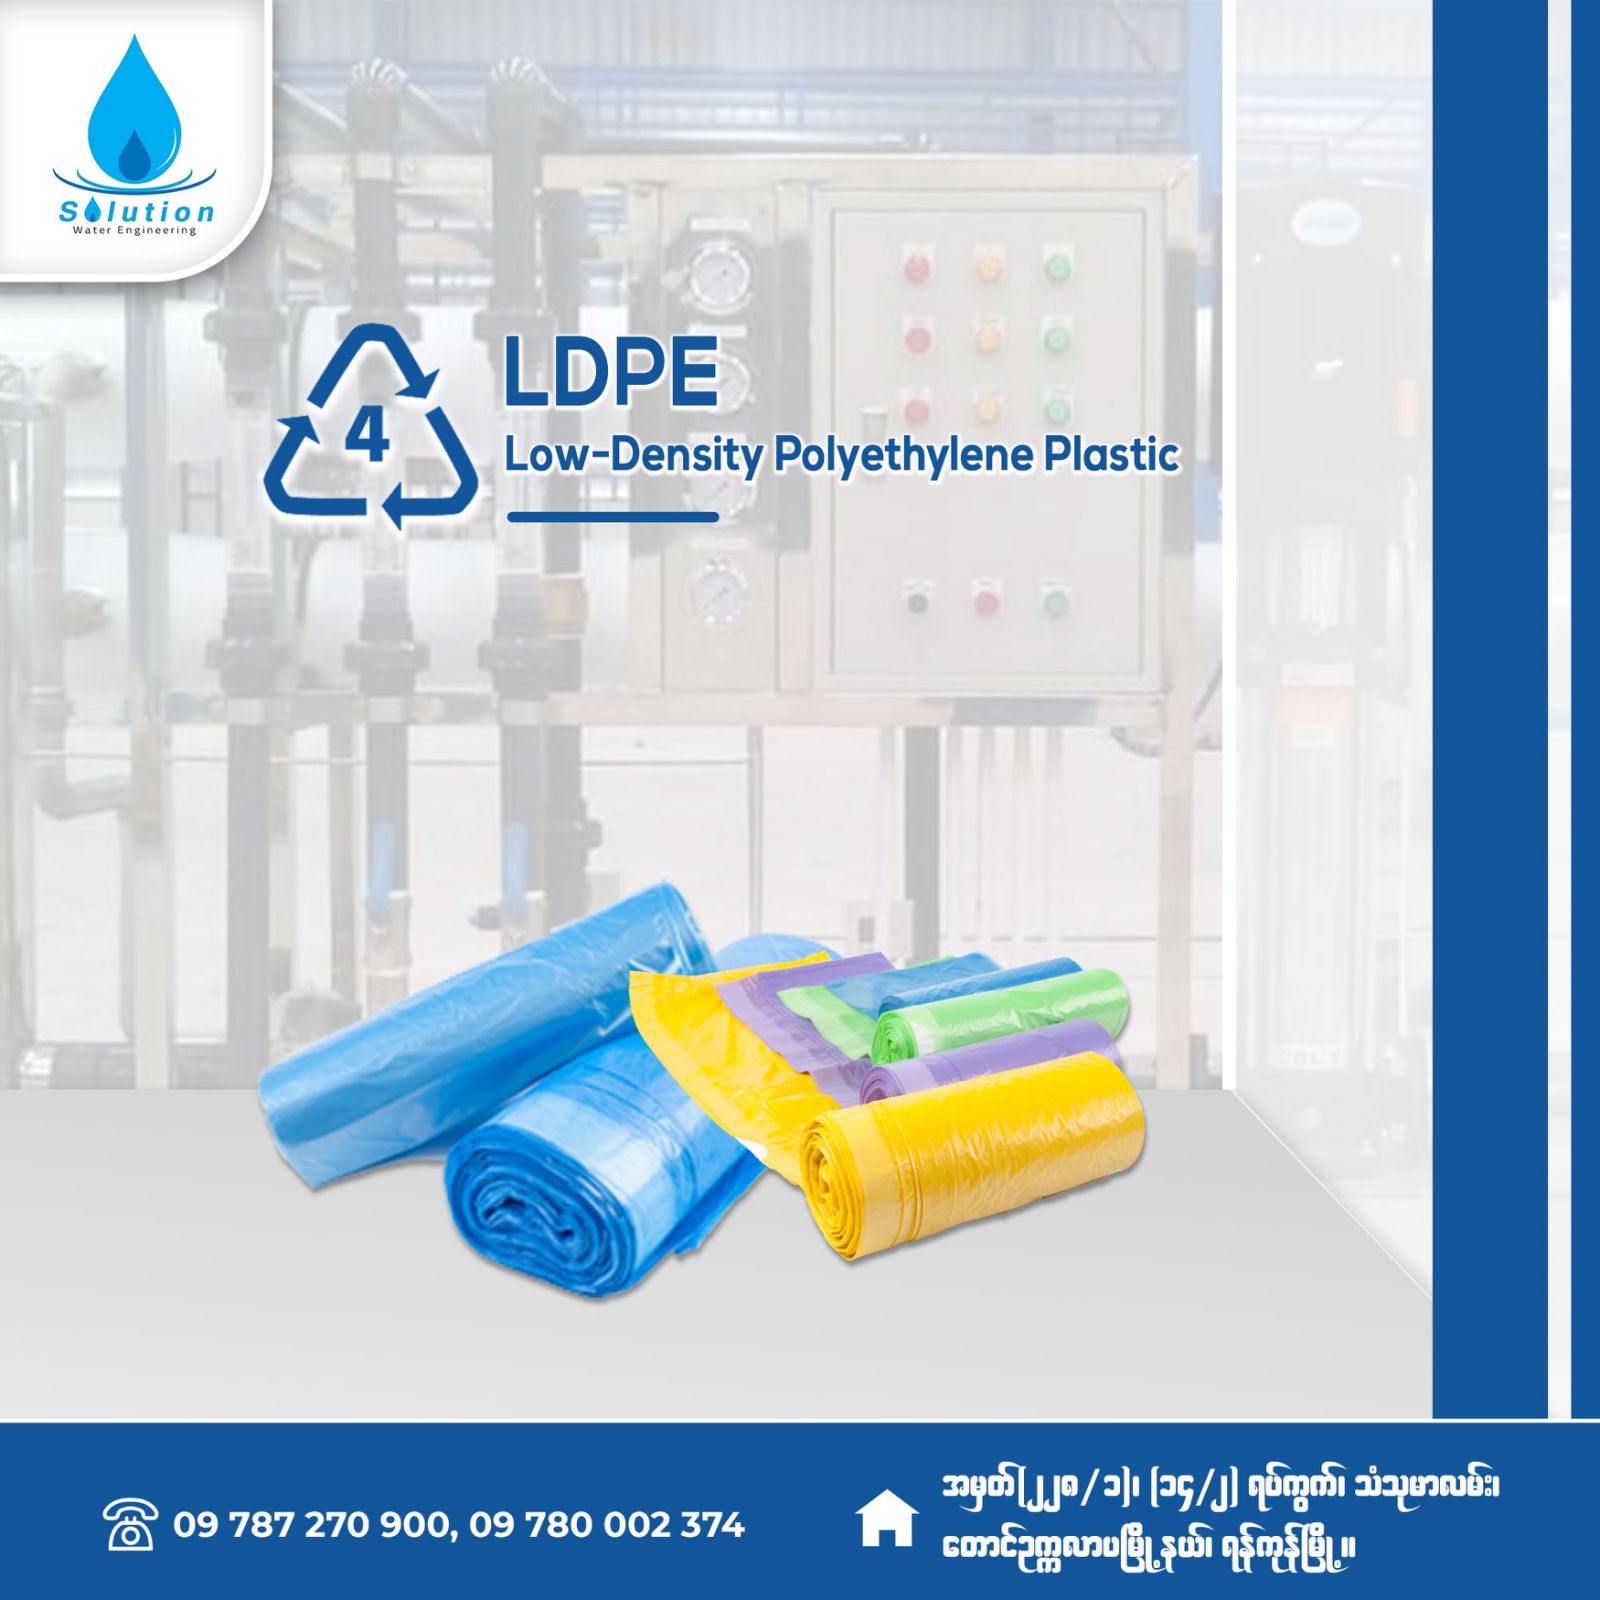 Solution
Water Engineering
4
LDPE
Low-Density Polyethylene Plastic
09 787 270 900, 09 780 002 374
အမှတ်(၂၂၈/၁)၊ (၁၄/၂) ရပ်ကွက်၊ သံသုမာလမ်း၊
တောင်ဥက္ကလာပမြို့နယ်၊ ရန်ကုန်မြို့။